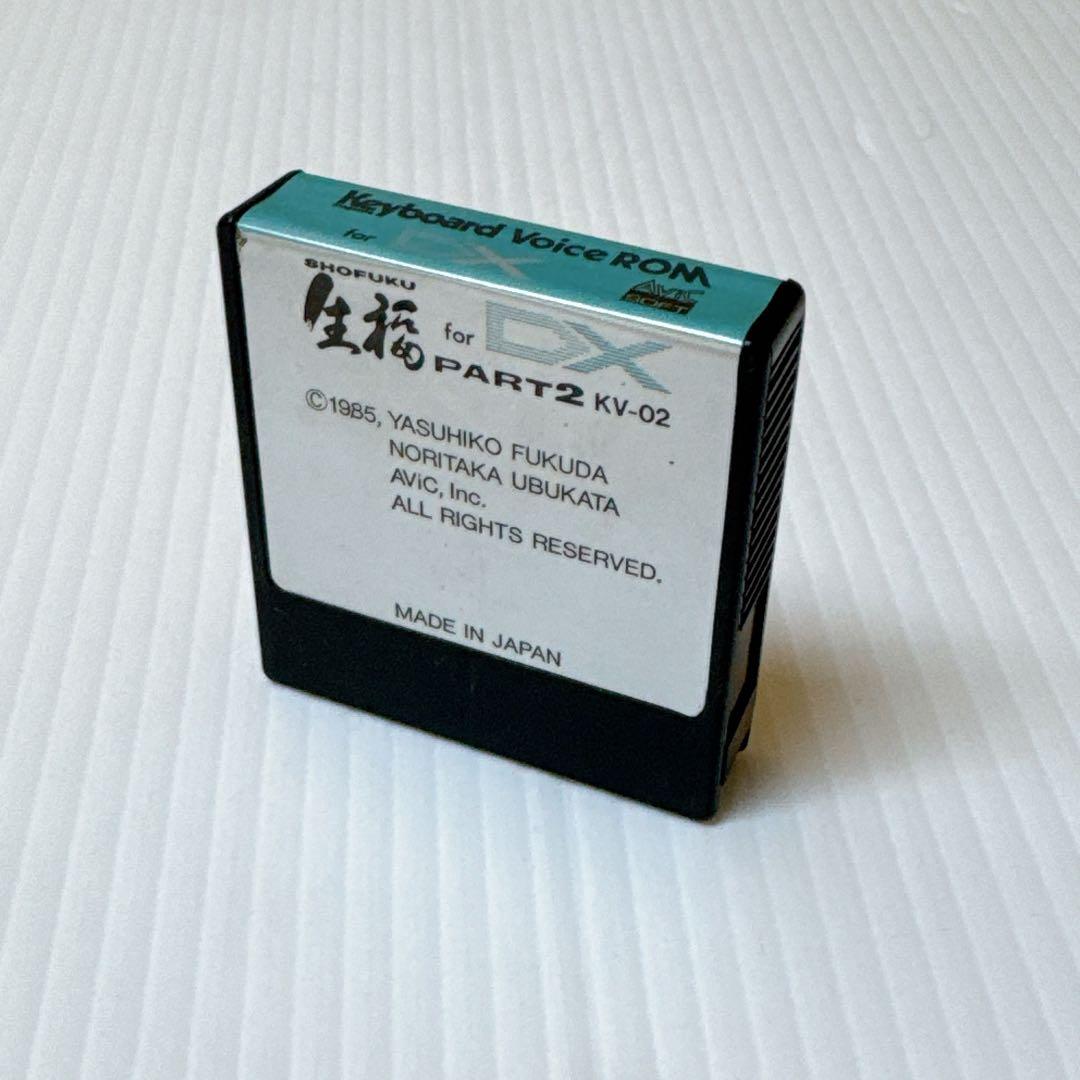 Keyboard Voice ROM
for DX
AViC
SOFT
SHOFUKU
生福 for DX
PART2 KV-02
©1985, YASUHIKO FUKUDA
NORITAKA UBUKATA
AViC, Inc.
ALL RIGHTS RESERVED.
MADE IN JAPAN